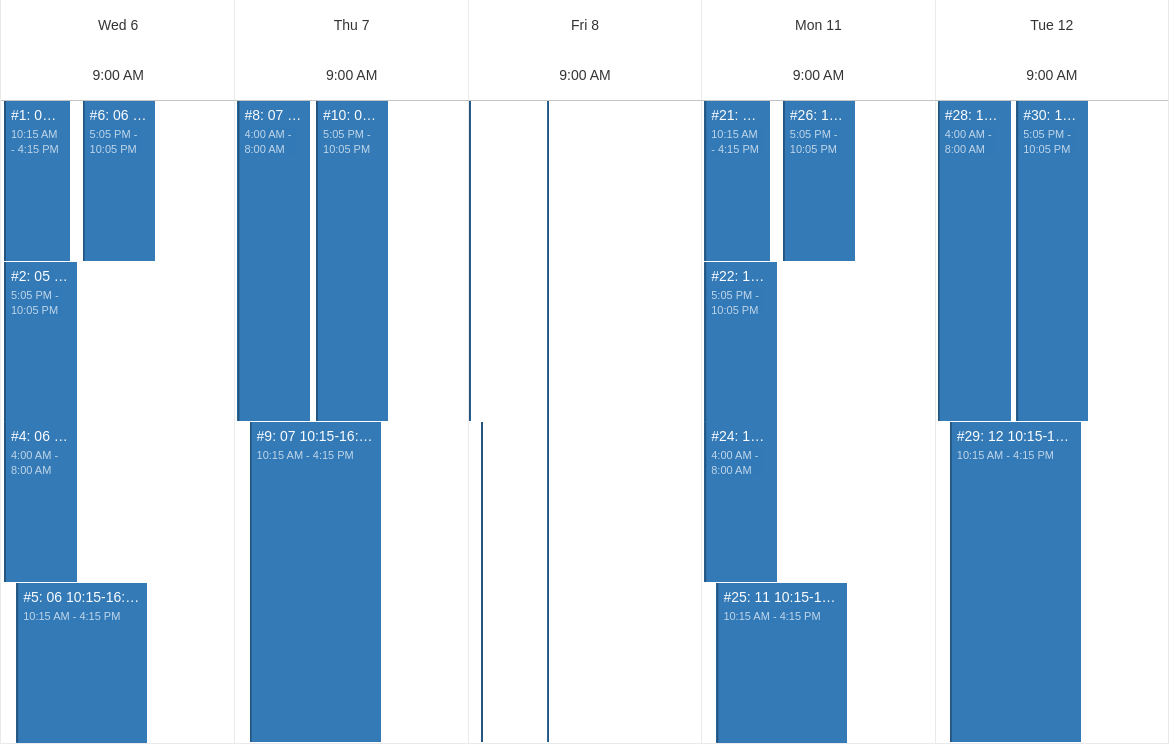 Wed 6
Thu 7
Fri 8
Mon 11
Tue 12
9:00 AM
9:00 AM
9:00 AM
9:00 AM
9:00 AM
#1: 0…
10:15 AM
- 4:15 PM
#6: 06 …
5:05 PM -
10:05 PM
#8: 07 …
4:00 AM -
8:00 AM
#10: 0…
5:05 PM -
10:05 PM
#21: …
10:15 AM
- 4:15 PM
#26: 1…
5:05 PM -
10:05 PM
#28: 1…
4:00 AM -
8:00 AM
#30: 1…
5:05 PM -
10:05 PM
#2: 05 …
5:05 PM -
10:05 PM
#22: 1…
5:05 PM -
10:05 PM
#4: 06 …
4:00 AM -
8:00 AM
#9: 07 10:15-16:…
10:15 AM - 4:15 PM
#24: 1…
4:00 AM -
8:00 AM
#29: 12 10:15-1…
10:15 AM - 4:15 PM
#5: 06 10:15-16:…
10:15 AM - 4:15 PM
#25: 11 10:15-1…
10:15 AM - 4:15 PM